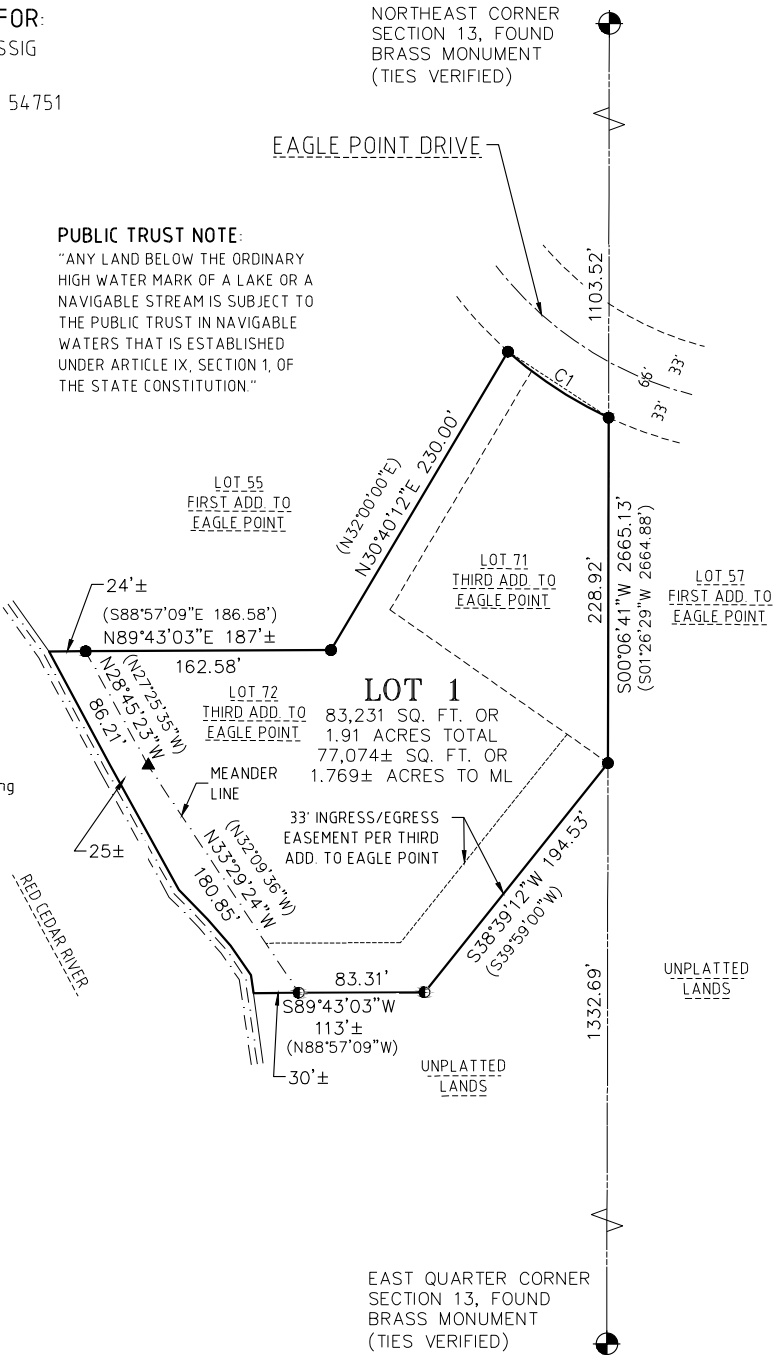 FOR:
SSIG
54751
NORTHEAST CORNER
SECTION 13, FOUND
BRASS MONUMENT
(TIES VERIFIED)
EAGLE POINT DRIVE
PUBLIC TRUST NOTE:
"ANY LAND BELOW THE ORDINARY
HIGH WATER MARK OF A LAKE OR A
NAVIGABLE STREAM IS SUBJECT TO
THE PUBLIC TRUST IN NAVIGABLE
WATERS THAT IS ESTABLISHED
UNDER ARTICLE IX, SECTION 1, OF
THE STATE CONSTITUTION."
1103.52'
33'
66'
33'
C1
(N32°00'00"E)
N30°40'12"E 230.00'
LOT 55
FIRST ADD. TO
EAGLE POINT
LOT 71
THIRD ADD. TO
EAGLE POINT
228.92'
S00°06'41"W 2665.13'
(S01°26'29"W 2664.88')
LOT 57
FIRST ADD. TO
EAGLE POINT
24'±
(S88°57'09"E 186.58')
N89°43'03"E 187'±
162.58'
(N27°25'35"W)
N28°45'23"W
86.21'
LOT 72
THIRD ADD. TO
EAGLE POINT
LOT 1
83,231 SQ. FT. OR
1.91 ACRES TOTAL
77,074± SQ. FT. OR
1.769± ACRES TO ML
MEANDER
LINE
ng
33' INGRESS/EGRESS
EASEMENT PER THIRD
ADD. TO EAGLE POINT
25±
(N32°09'36"W)
N33°29'24"W
180.85'
S38°39'12"W 194.53'
(S39°59'00"W)
RED CEDAR RIVER
83.31'
S89°43'03"W
113'±
(N88°57'09"W)
30'±
UNPLATTED
LANDS
1332.69'
UNPLATTED
LANDS
EAST QUARTER CORNER
SECTION 13, FOUND
BRASS MONUMENT
(TIES VERIFIED)